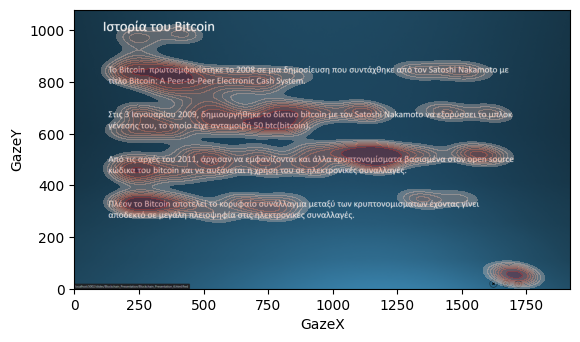 Ιστορία του Bitcoin
Το Bitcoin πρωτοεμφανίστηκε το 2008 σε μια δημοσίευση που συντάχθηκε από τον Satoshi Nakamoto με
τίτλο Bitcoin: A Peer-to-Peer Electronic Cash System.
Στις 3 Ιανουαρίου 2009, δημιουργήθηκε το δίκτυο bitcoin με τον Satoshi Nakamoto να εξορύσσει το μπλοκ
γένεσης του, το οποίο είχε ανταμοιβή 50 btc(bitcoin).
Από τις αρχές του 2011, άρχισαν να εμφανίζονται και άλλα κρυπτονομίσματα βασισμένα στον open source
κώδικα του bitcoin και να αυξάνεται η χρήση του σε ηλεκτρονικές συναλλαγές.
Πλέον το Bitcoin αποτελεί το κορυφαίο συνάλλαγμα μεταξύ των κρυπτονομισμάτων έχοντας γίνει
αποδεκτό σε μεγάλη πλειοψηφία στις ηλεκτρονικές συναλλαγές.
GazeY
1000
800
600
400
200
0
0 250 500 750 1000 1250 1500 1750
GazeX